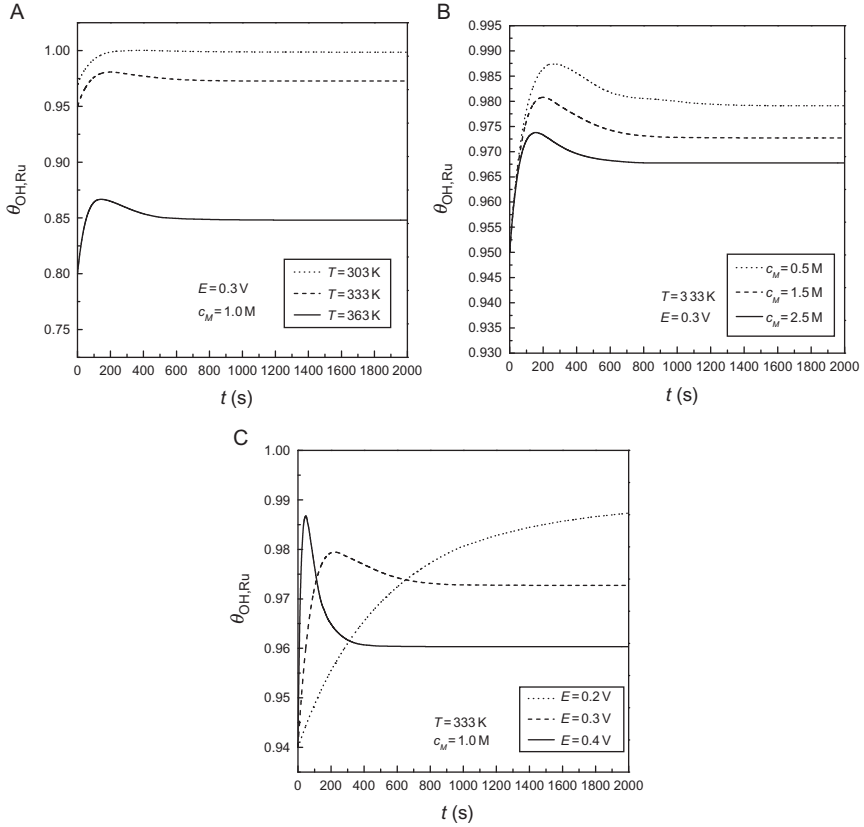 A
1.00
0.95
0.90
0.85
0.80
0.75
θOH,Ru
E=0.3 V
cM=1.0 M
T=303 K
T=333 K
T=363 K
0 200 400 600 800 1000 1200 1400 1600 1800 2000
t (s)
B
0.995
0.990
0.985
0.980
0.975
0.970
0.965
0.960
0.955
0.950
0.945
0.940
0.935
0.930
θOH,Ru
T=333 K
E=0.3 V
cM=0.5 M
cM=1.5 M
cM=2.5 M
0 200 400 600 800 1000 1200 1400 1600 1800 2000
t (s)
C
1.00
0.99
0.98
0.97
0.96
0.95
0.94
θOH,Ru
T=333 K
cM=1.0 M
E=0.2 V
E=0.3 V
E=0.4 V
0 200 400 600 800 1000 1200 1400 1600 1800 2000
t (s)